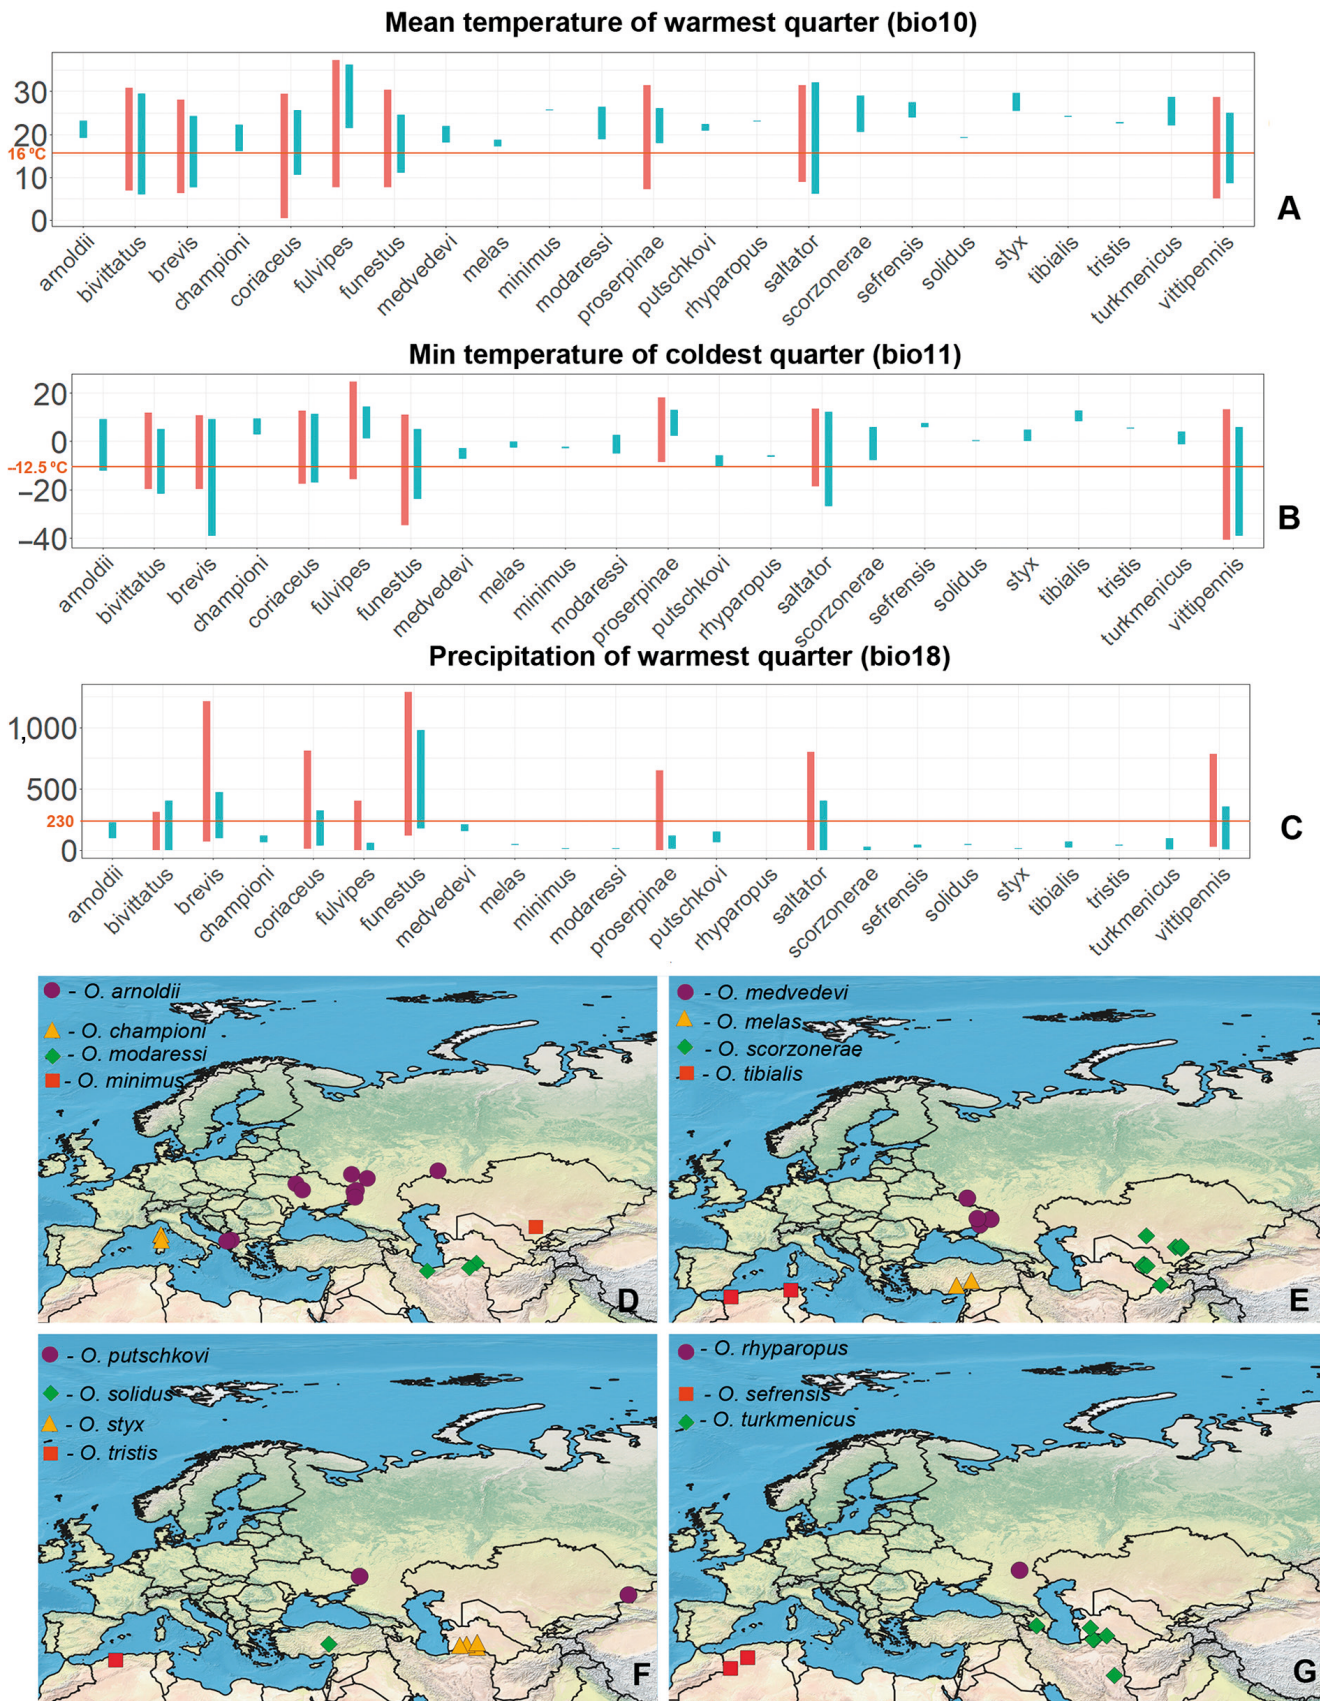 Mean temperature of warmest quarter (bio10)
30
20
16 ºC
10
0
arnoldii
bivittatus
brevis
championi
coriaceus
fulvipes
funestus
medvedevi
melas
minimus
modaressi
proserpinae
putschkovi
rhyparopus
saltator
scorzonerae
sefrensis
solidus
styx
tibialis
tristis
turkmenicus
vittipennis
A
Min temperature of coldest quarter (bio11)
20
0
–12.5 ºC
–20
–40
arnoldii
bivittatus
brevis
championi
coriaceus
fulvipes
funestus
medvedevi
melas
minimus
modaressi
proserpinae
putschkovi
rhyparopus
saltator
scorzonerae
sefrensis
solidus
styx
tibialis
tristis
turkmenicus
vittipennis
B
Precipitation of warmest quarter (bio18)
1,000
500
230
0
arnoldii
bivittatus
brevis
championi
coriaceus
fulvipes
funestus
medvedevi
melas
minimus
modaressi
proserpinae
putschkovi
rhyparopus
saltator
scorzonerae
sefrensis
solidus
styx
tibialis
tristis
turkmenicus
vittipennis
C
- O. arnoldii
- O. championi
- O. modaressi
- O. minimus
D
- O. medvedevi
- O. melas
- O. scorzonerae
- O. tibialis
E
- O. putschkovi
- O. solidus
- O. styx
- O. tristis
F
- O. rhyparopus
- O. sefrensis
- O. turkmenicus
G